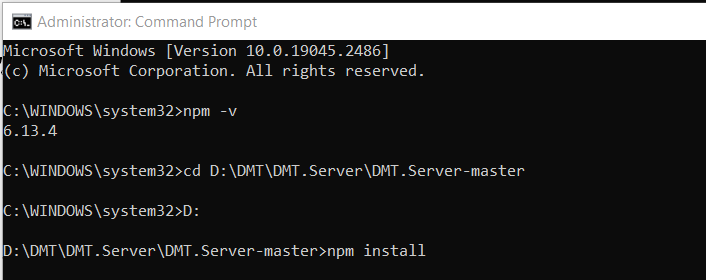 Administrator: Command Prompt
Microsoft Windows [Version 10.0.19045.2486]
(c) Microsoft Corporation. All rights reserved.
C:\WINDOWS\system32>npm -v
6.13.4
C:\WINDOWS\system32>cd D:\DMT\DMT.Server\DMT.Server-master
C:\WINDOWS\system32>D:
D:\DMT\DMT.Server\DMT.Server-master>npm install